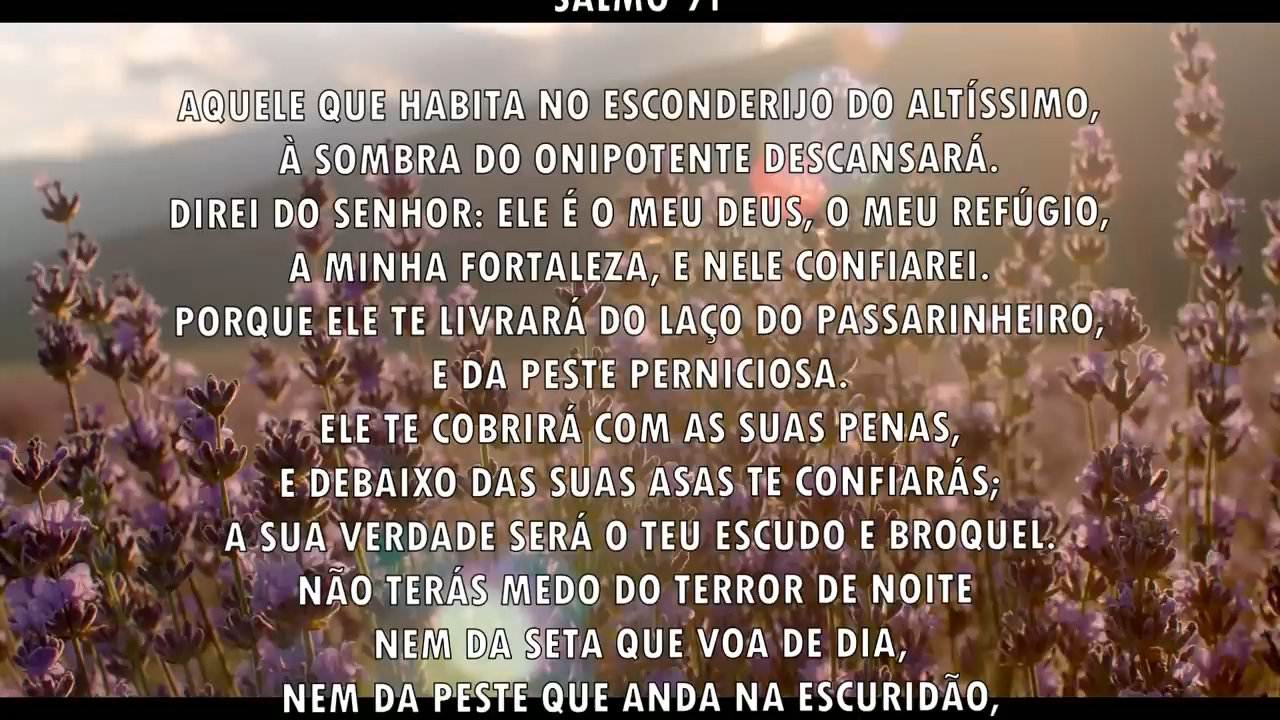 SALMO 91
AQUELE QUE HABITA NO ESCONDERIJO DO ALTÍSSIMO,
À SOMBRA DO ONIPOTENTE DESCANSARÁ.
DIREI DO SENHOR: ELE É O MEU DEUS, O MEU REFÚGIO,
A MINHA FORTALEZA, E NELE CONFIAREI.
PORQUE ELE TE LIVRARÁ DO LAÇO DO PASSARINHEIRO,
E DA PESTE PERNICIOSA.
ELE TE COBRIRÁ COM AS SUAS PENAS,
E DEBAIXO DAS SUAS ASAS TE CONFIARÁS;
A SUA VERDADE SERÁ O TEU ESCUDO E BROQUEL.
NÃO TERÁS MEDO DO TERROR DE NOITE
NEM DA SETA QUE VOA DE DIA,
NEM DA PESTE QUE ANDA NA ESCURIDÃO,